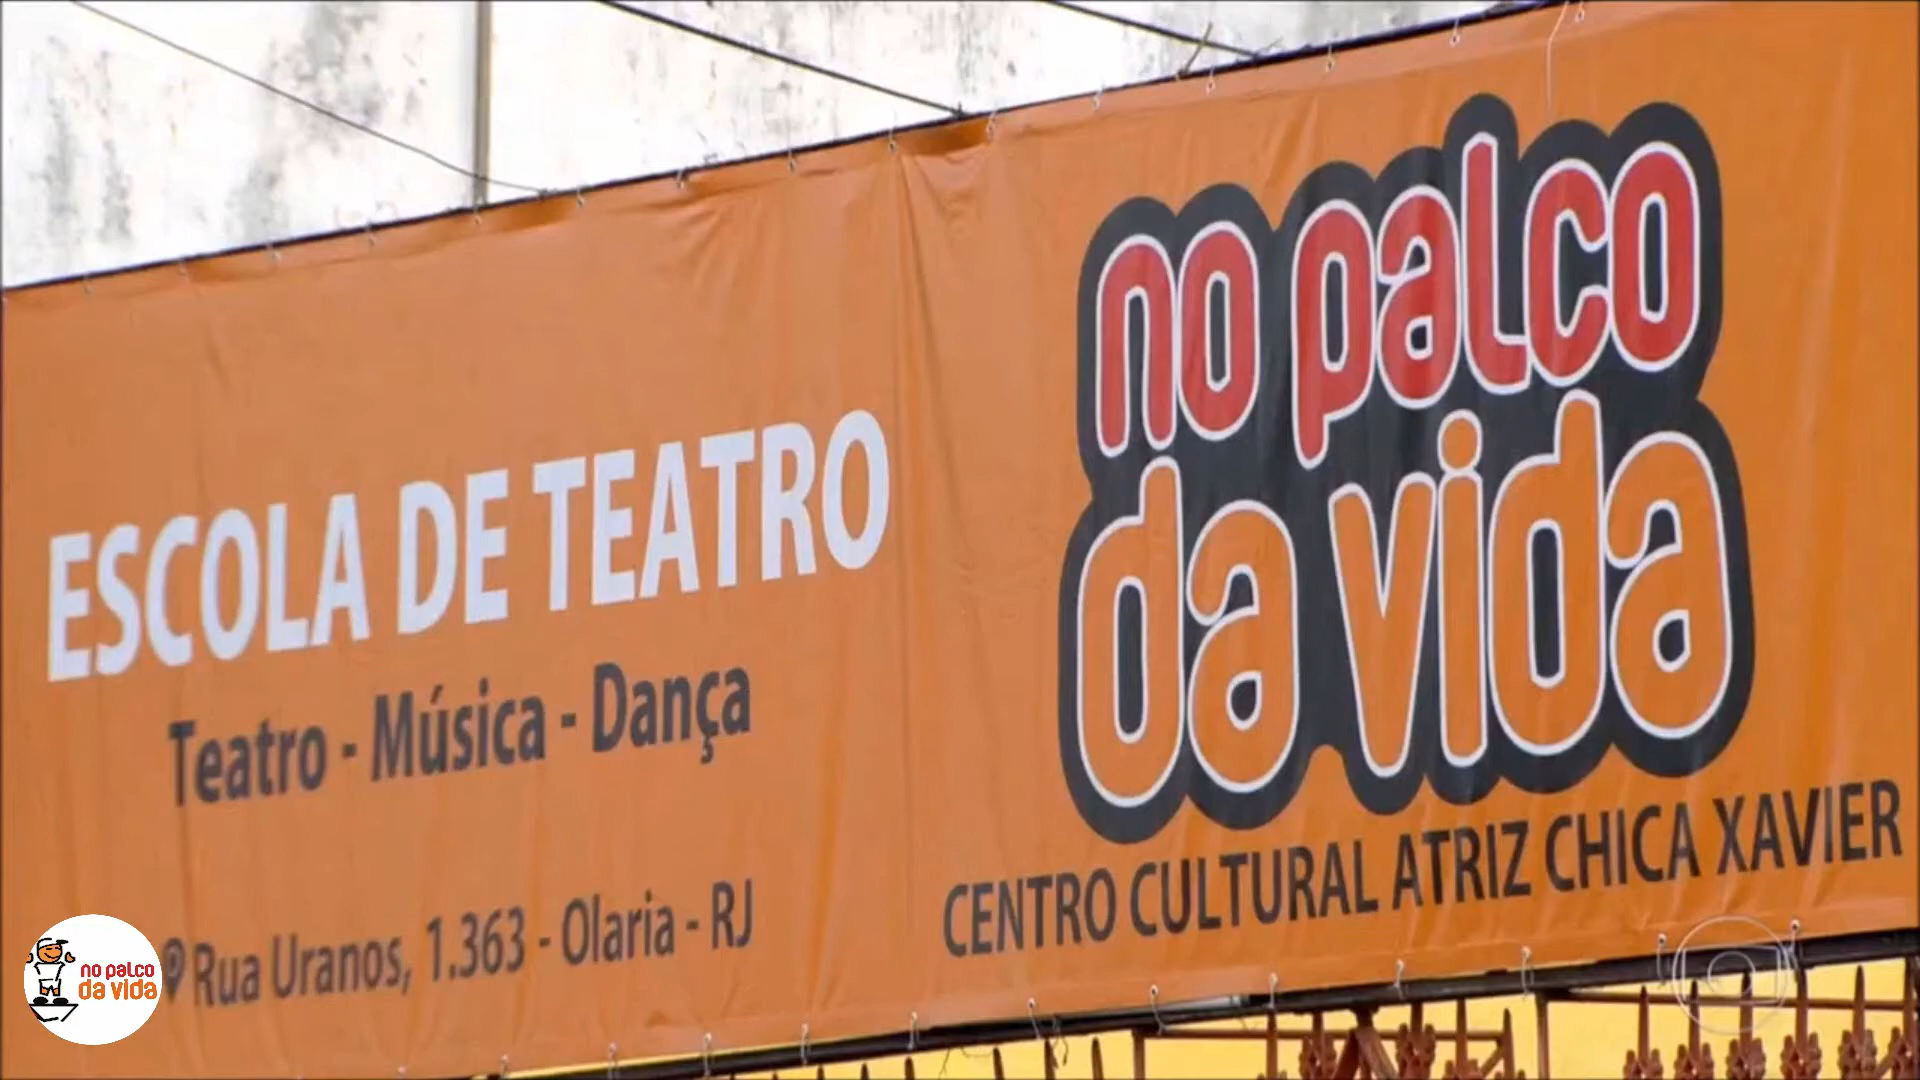 ESCOLA DE TEATRO
Teatro - Música - Dança
Rua Uranos, 1.363 - Olaria - RJ
no palco
da vida
CENTRO CULTURAL ATRIZ CHICA XAVIER
no palco
da vida